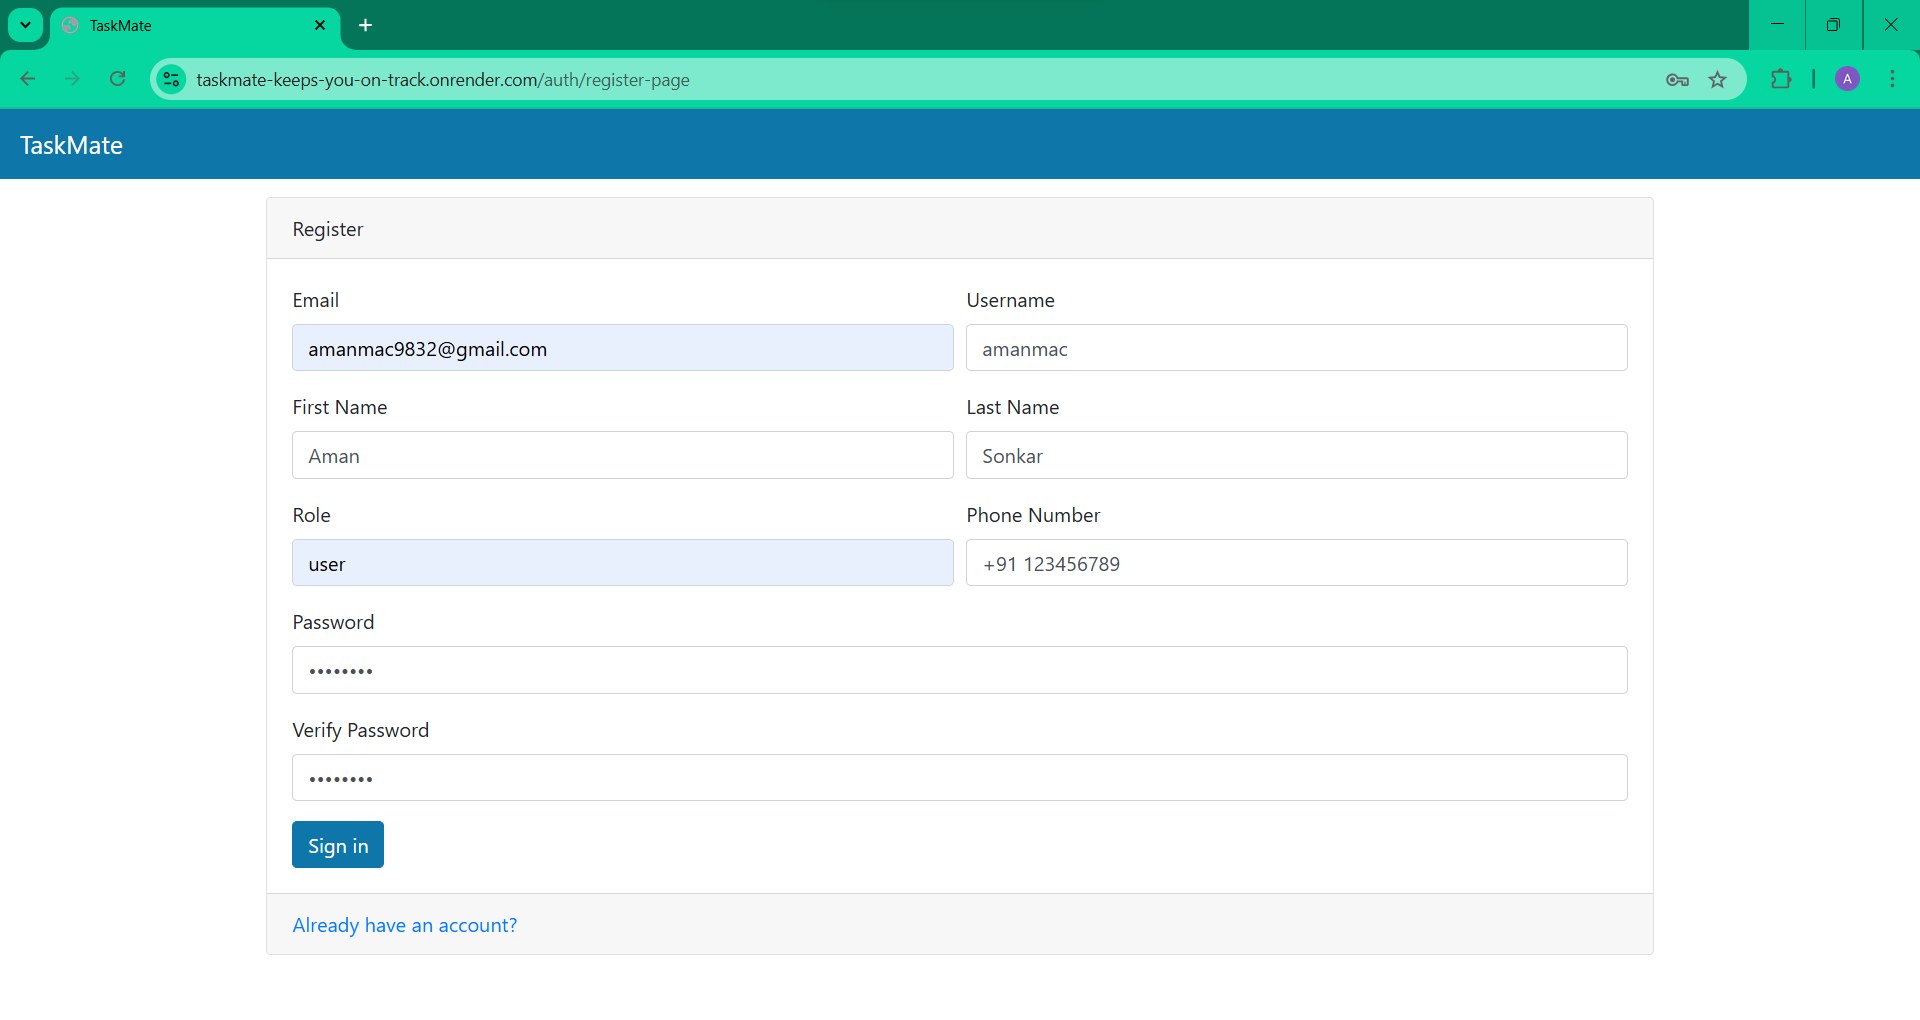 TaskMate
taskmate-keeps-you-on-track.onrender.com/auth/register-page
A
TaskMate
Register
Email
Username
amanmac9832@gmail.com
amanmac
First Name
Last Name
Aman
Sonkar
Role
Phone Number
user
+91 123456789
Password
••••••••
Verify Password
••••••••
Sign in
Already have an account?